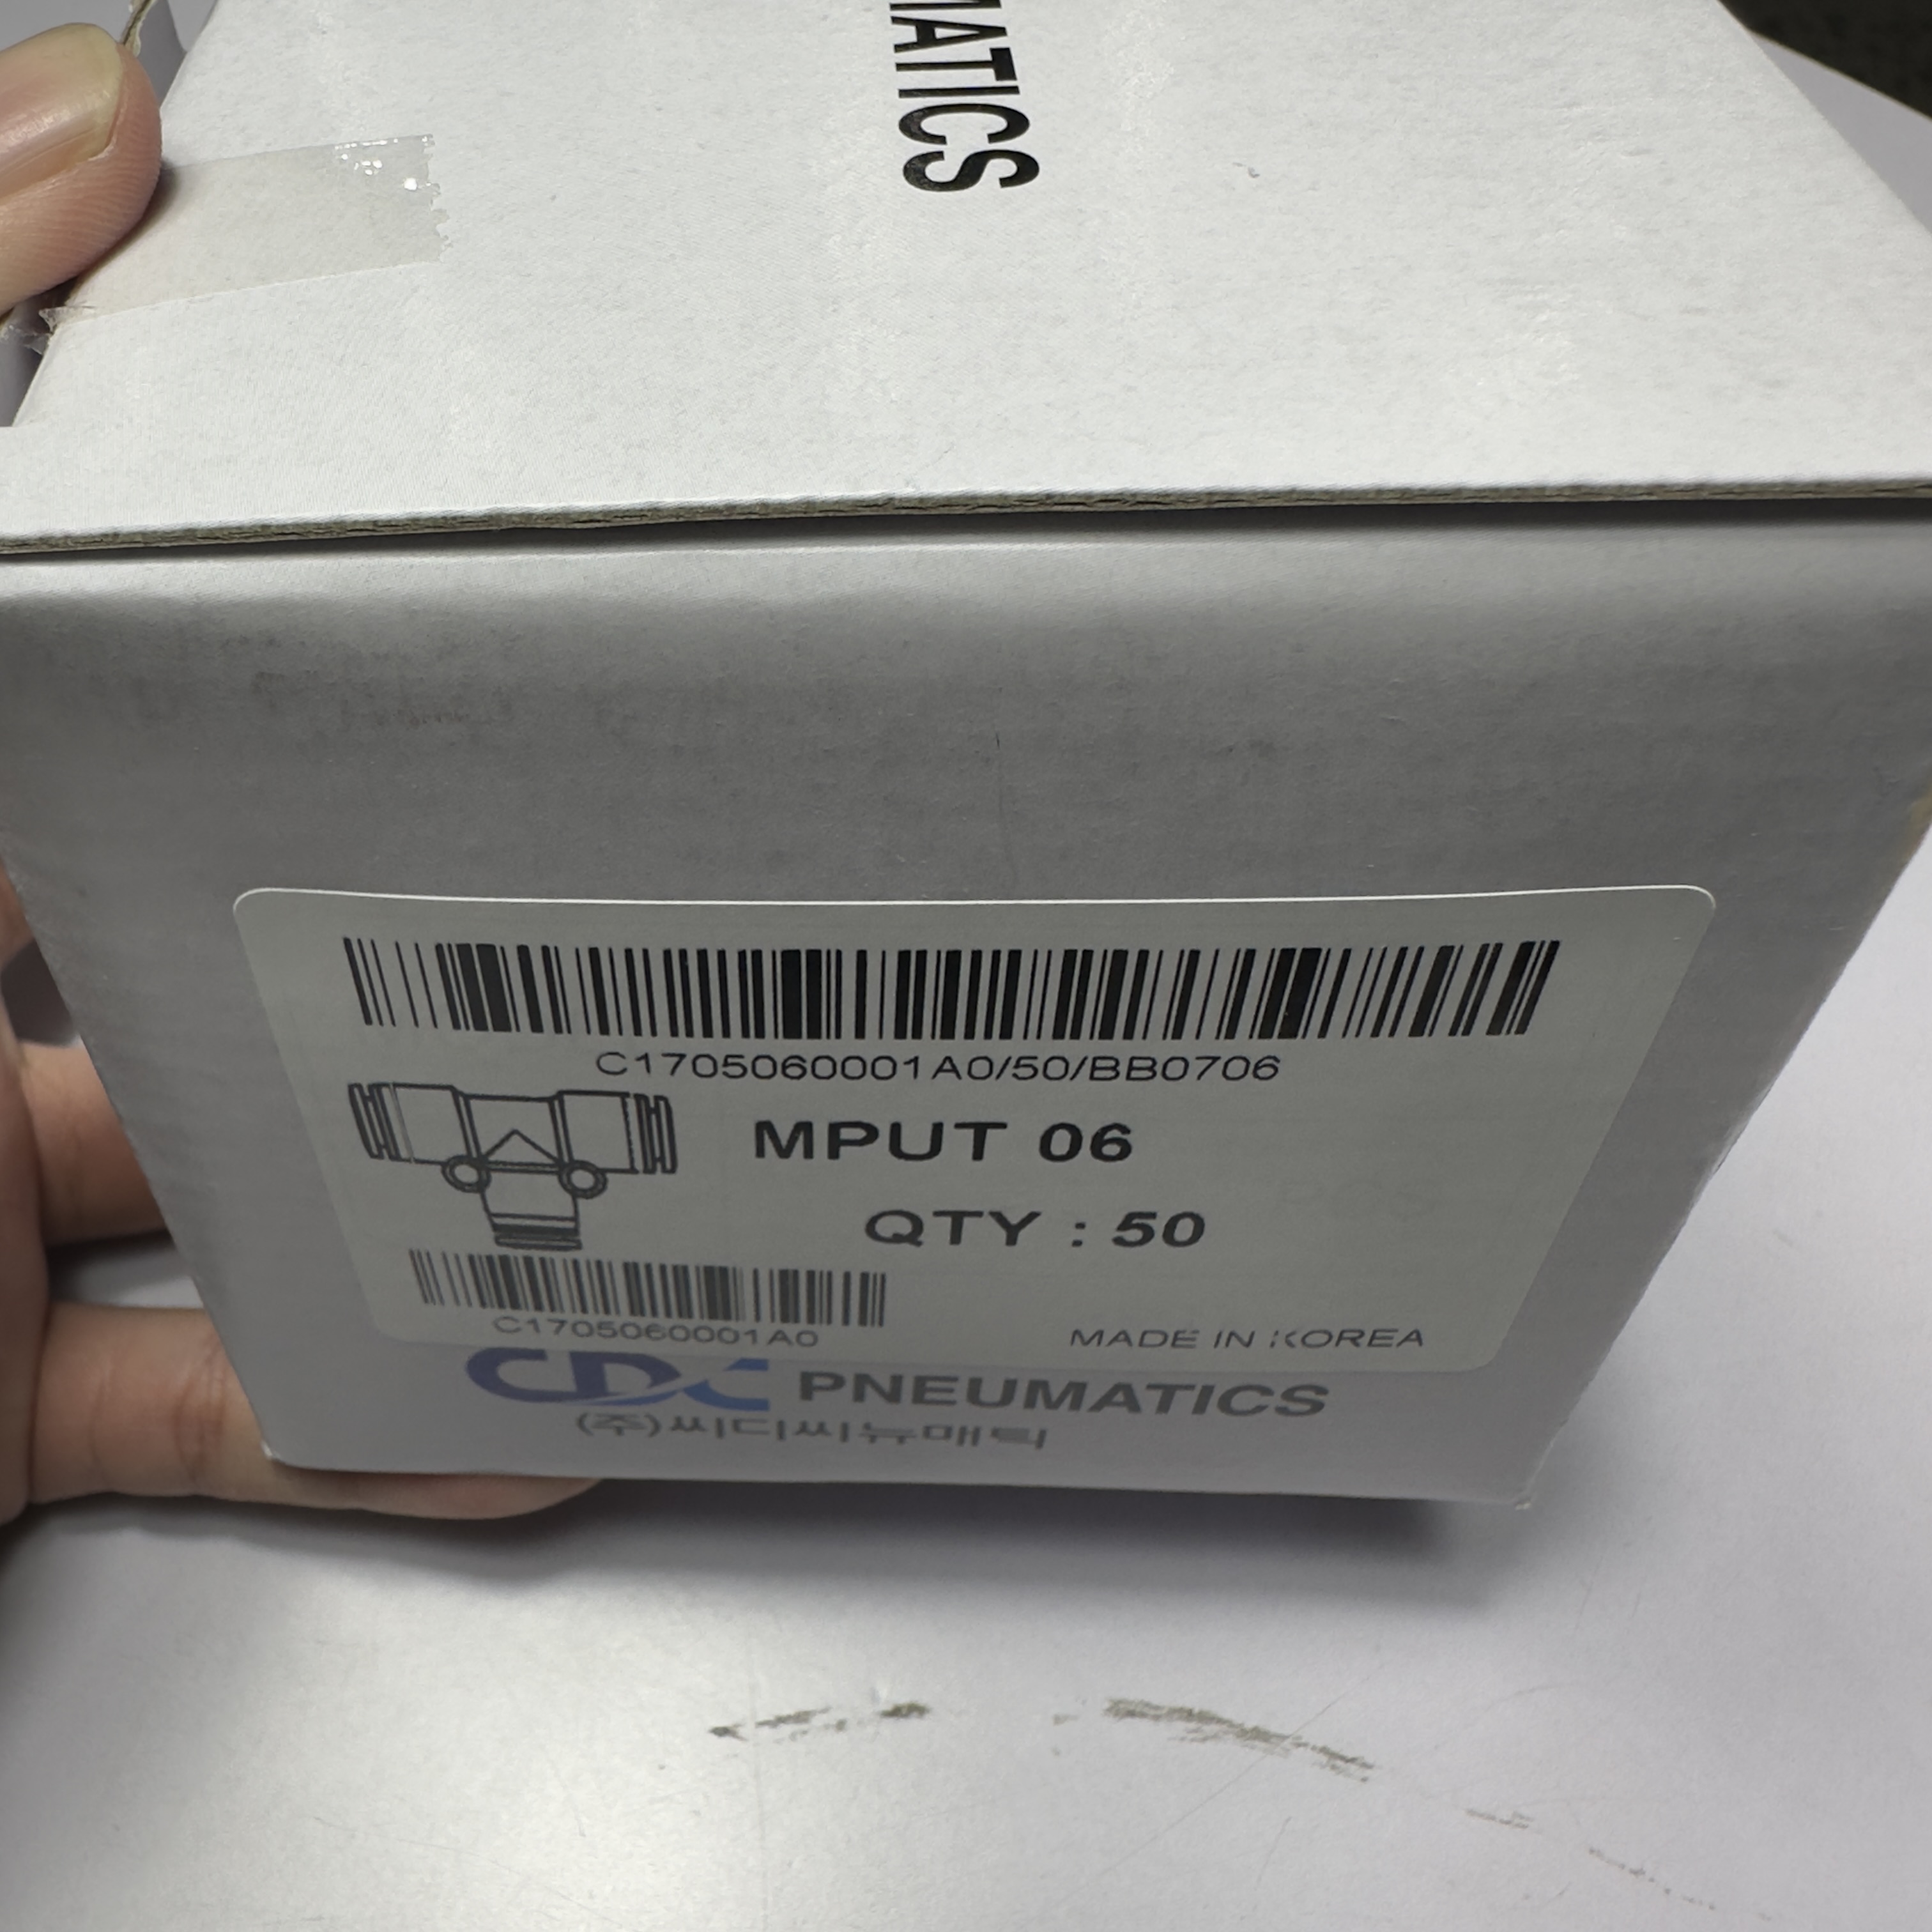 MATICS
C1705060001A0/50/BB0706
MPUT 06
QTY : 50
C1705060001A0
MADE IN KOREA
CDC PNEUMATICS
(주)씨디씨뉴매틱